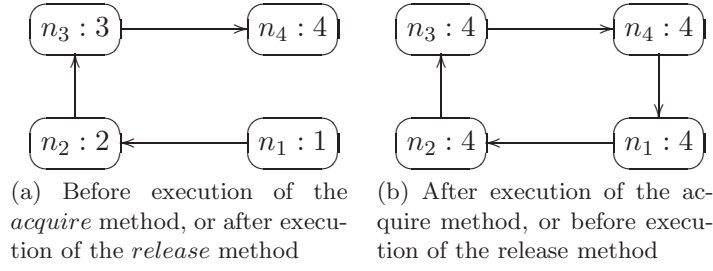 n₃ : 3
n₄ : 4
n₂ : 2
n₁ : 1
(a) Before execution of the
acquire method, or after execu-
tion of the release method
n₃ : 4
n₄ : 4
n₂ : 4
n₁ : 4
(b) After execution of the ac-
quire method, or before execu-
tion of the release method